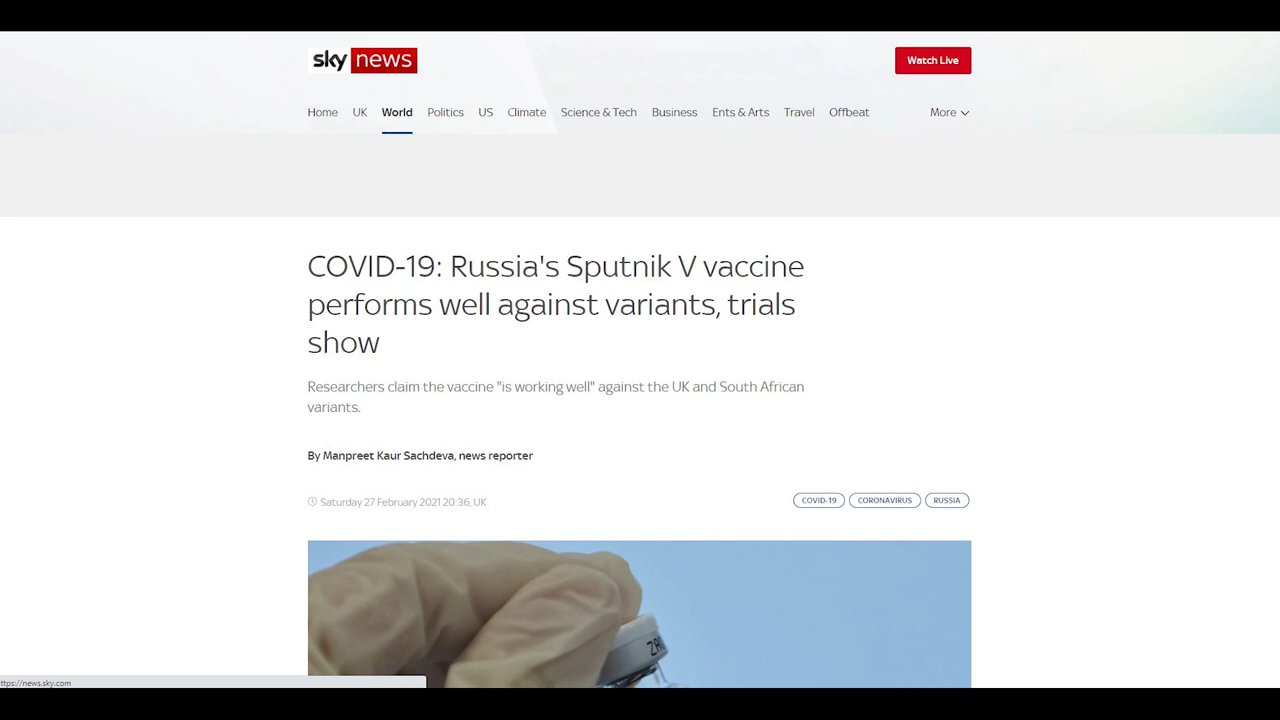 sky news
Watch Live
Home UK World Politics US Climate Science & Tech Business Ents & Arts Travel Offbeat More
COVID-19: Russia's Sputnik V vaccine
performs well against variants, trials
show
Researchers claim the vaccine "is working well" against the UK and South African
variants.
By Manpreet Kaur Sachdeva, news reporter
Saturday 27 February 2021 20:36, UK
COVID-19 CORONAVIRUS RUSSIA
ttps://news.sky.com